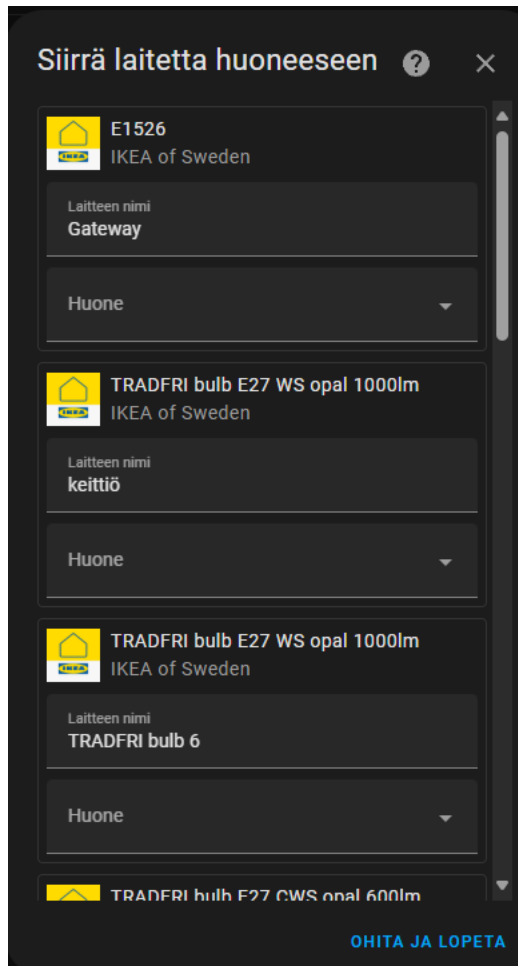 Siirrä laitetta huoneeseen
E1526
IKEA of Sweden
Laitteen nimi
Gateway
Huone
TRADFRI bulb E27 WS opal 1000lm
IKEA of Sweden
Laitteen nimi
keittiö
Huone
TRADFRI bulb E27 WS opal 1000lm
IKEA of Sweden
Laitteen nimi
TRADFRI bulb 6
Huone
TRADFRI bulb E27 CWS opal 600lm
OHITA JA LOPETA